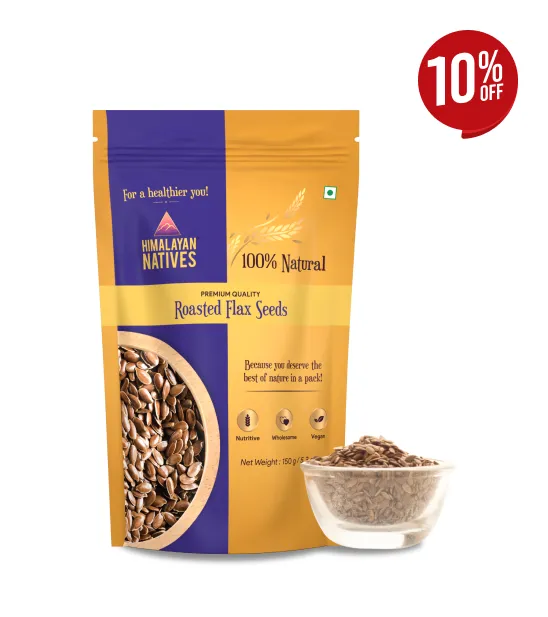 10%
OFF
For a healthier you!
HIMALAYAN
NATIVES
100% Natural
PREMIUM QUALITY
Roasted Flax Seeds
Because you deserve the
best of nature in a pack!
Nutritive Wholesome Vegan
Net Weight : 150 g /